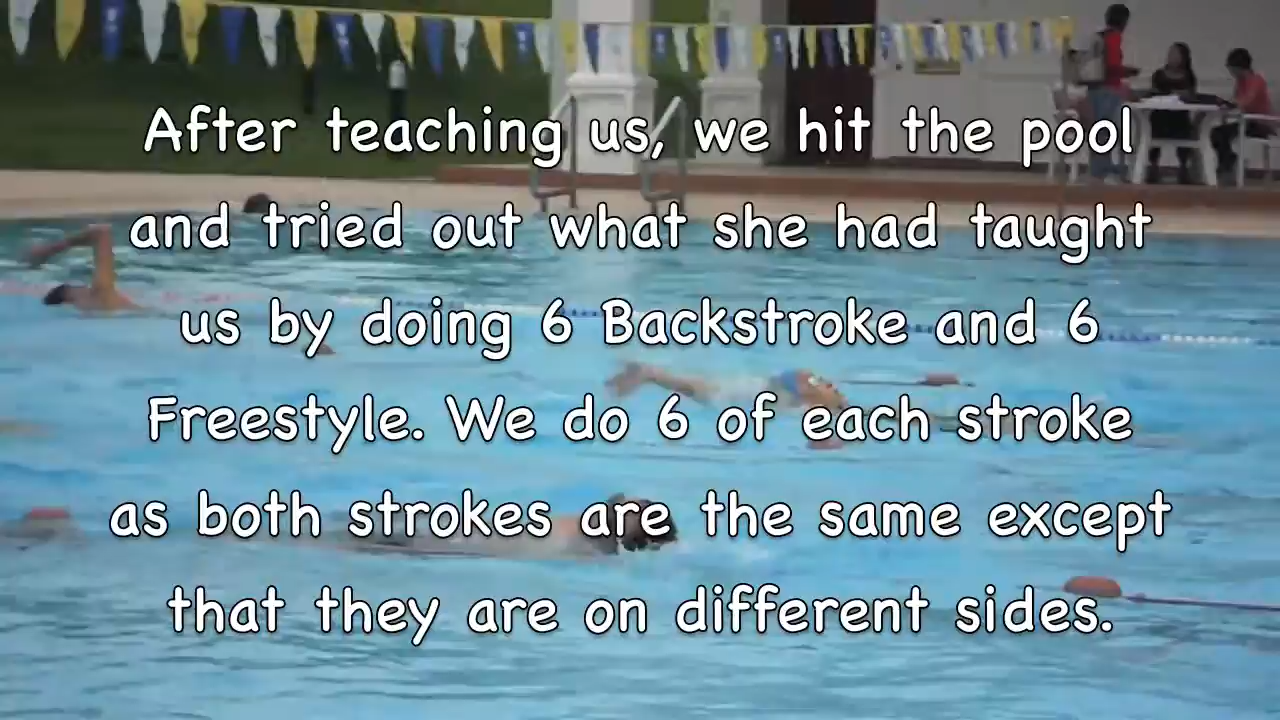 After teaching us, we hit the pool
and tried out what she had taught
us by doing 6 Backstroke and 6
Freestyle. We do 6 of each stroke
as both strokes are the same except
that they are on different sides.